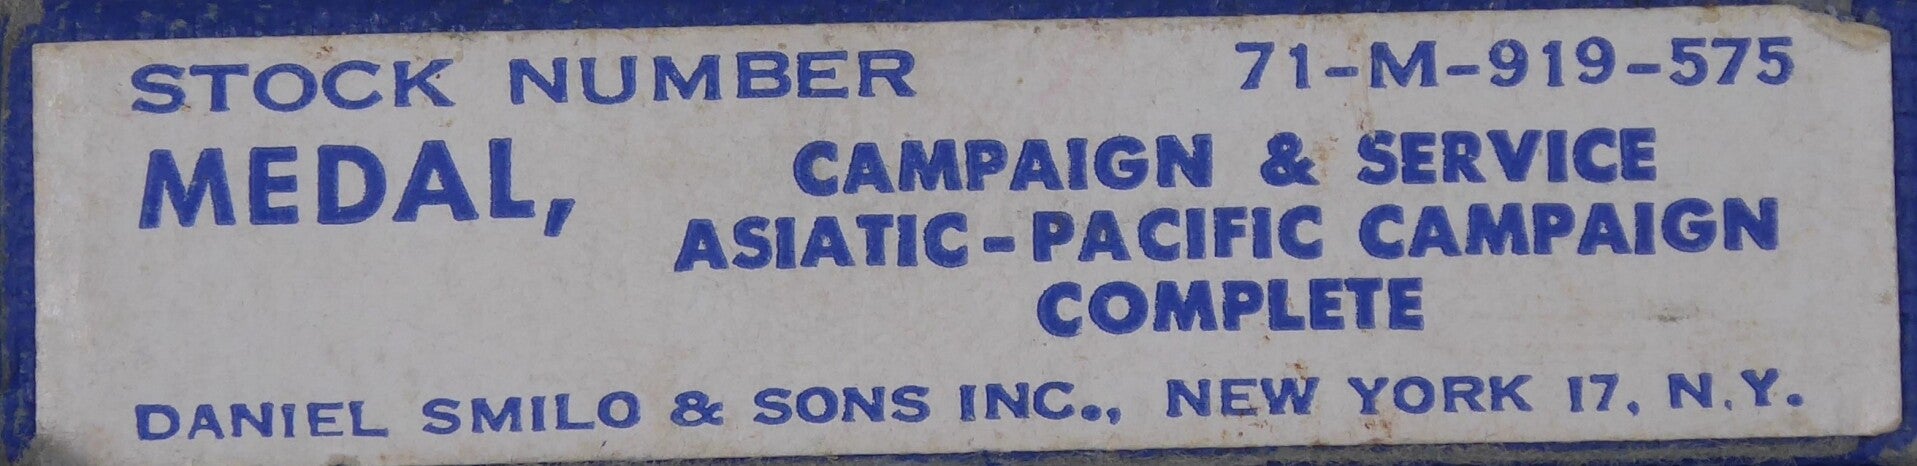 STOCK NUMBER 71-M-919-575
MEDAL, CAMPAIGN & SERVICE
ASIATIC-PACIFIC CAMPAIGN
COMPLETE
DANIEL SMILO & SONS INC., NEW YORK 17, N.Y.